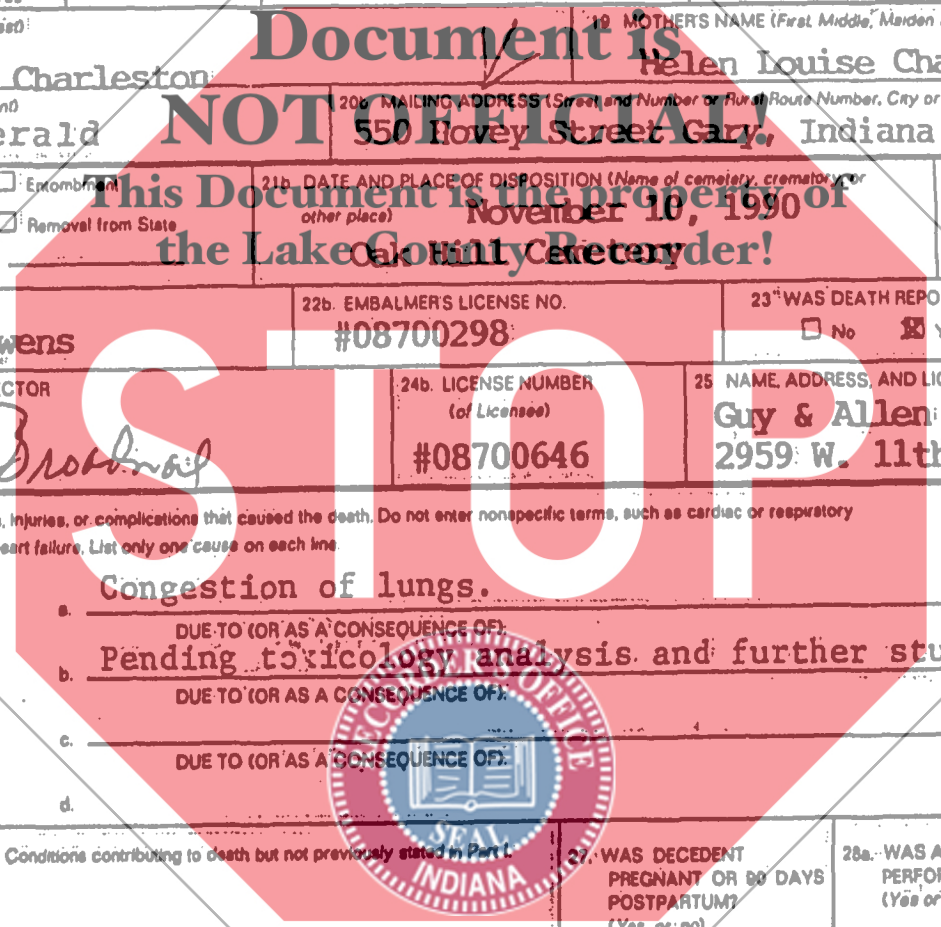 Document is
NOT OFFICIAL!
This Document is the property of
the Lake County Recorder!
STOP
19 MOTHER'S NAME (First, Middle, Maiden
Charleston
Helen Louise Cha
20b. MAILING ADDRESS (Street and Number or Rural Route Number, City or
erald
550 Hovey Street Gary, Indiana
Entombment
Removal from State
21b. DATE AND PLACE OF DISPOSITION (Name of cemetery, crematory, or
other place)
November 10, 1990
Oak Hill Cemetery
wens
22b. EMBALMER'S LICENSE NO.
#08700298
23. WAS DEATH REPO
No
CTOR
Broadnax
24b. LICENSE NUMBER
(of Licensee)
#08700646
25 NAME, ADDRESS, AND LIC
Guy & Allen
2959 W. 11th
, injuries, or complications that caused the death. Do not enter nonspecific terms, such as cardiac or respiratory
eart failure. List only one cause on each line.
a. Congestion of lungs.
DUE TO (OR AS A CONSEQUENCE OF):
b. Pending toxicology analysis and further stu
DUE TO (OR AS A CONSEQUENCE OF):
c.
DUE TO (OR AS A CONSEQUENCE OF):
d.
RECORDER'S OFFICE
SEAL
INDIANA
Conditions contributing to death but not previously stated in Part I.
27. WAS DECEDENT
PREGNANT OR 90 DAYS
POSTPARTUM?
(Yes or no)
28a. WAS A
PERFOR
(Yes or